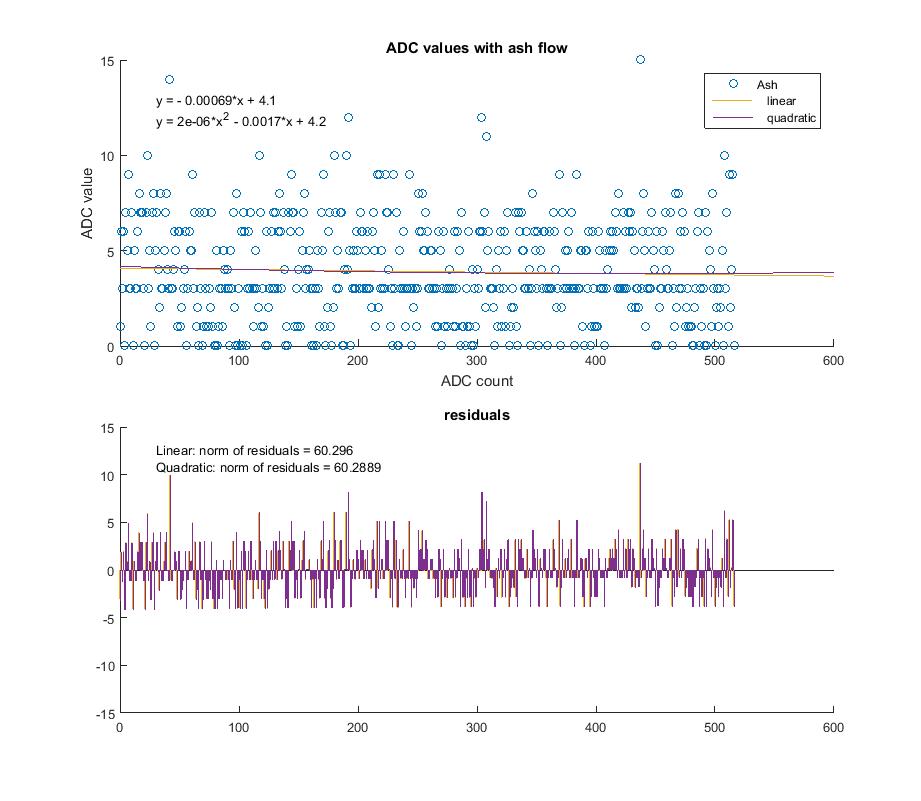 ADC values with ash flow
15
10
5
0
ADC value
y = - 0.00069*x + 4.1
y = 2e-06*x2 - 0.0017*x + 4.2
Ash
linear
quadratic
0 100 200 300 400 500 600
ADC count
residuals
15
10
5
0
-5
-10
-15
Linear: norm of residuals = 60.296
Quadratic: norm of residuals = 60.2889
0 100 200 300 400 500 600